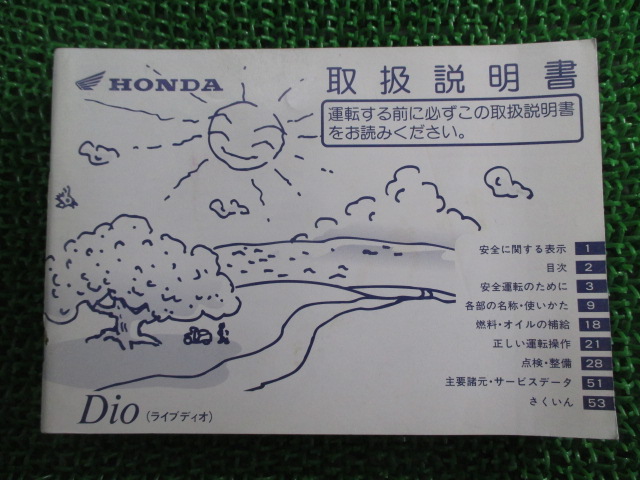 HONDA
取扱説明書
運転する前に必ずこの取扱説明書
をお読みください。
安全に関する表示 1
目次 2
安全運転のために 3
各部の名称・使いかた 9
燃料・オイルの補給 18
正しい運転操作 21
点検・整備 28
主要諸元・サービスデータ 51
さくいん 53
Dio (ライブディオ)